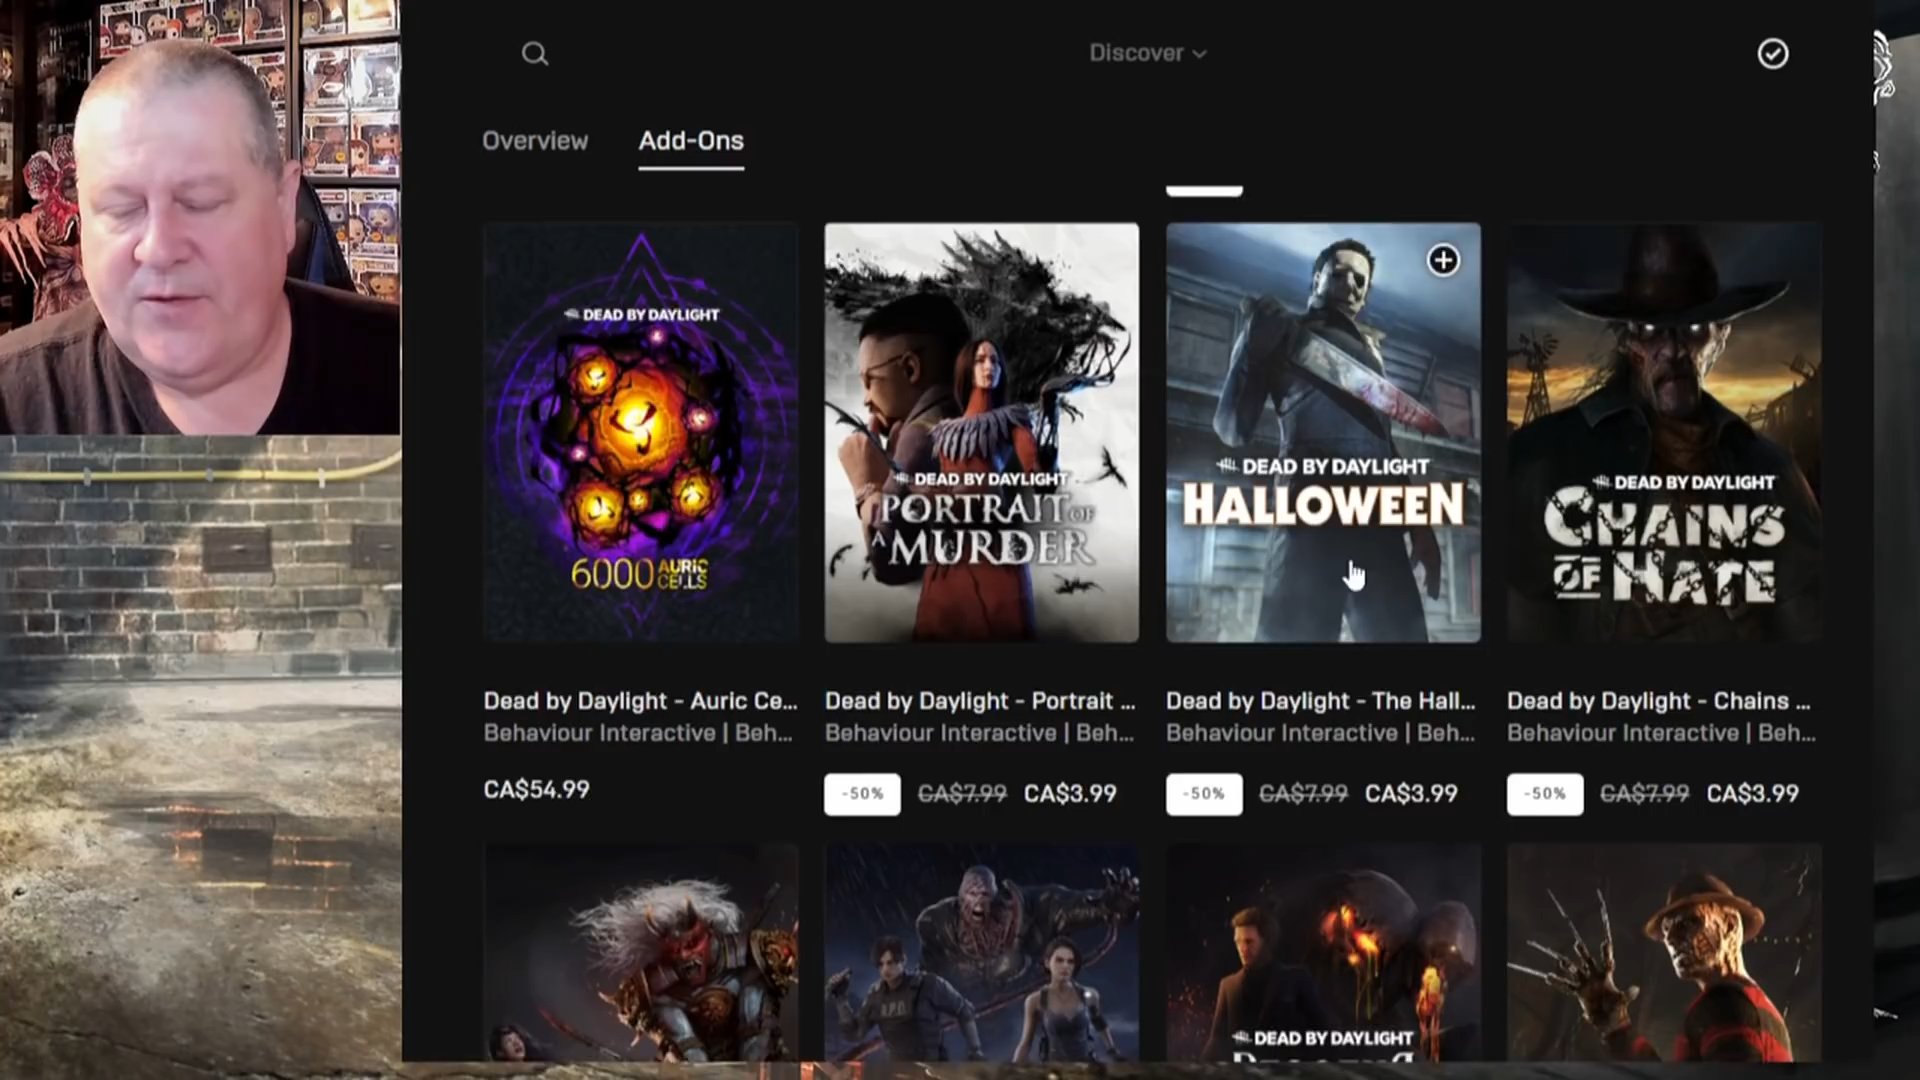 Discover
Overview
Add-Ons
DEAD BY DAYLIGHT
6000 AURIC CELLS
DEAD BY DAYLIGHT
PORTRAIT OF
A MURDER
DEAD BY DAYLIGHT
HALLOWEEN
DEAD BY DAYLIGHT
CHAINS
OF HATE
Dead by Daylight - Auric Ce...
Behaviour Interactive | Beh...
CA$54.99
Dead by Daylight - Portrait ...
Behaviour Interactive | Beh...
-50% CA$7.99 CA$3.99
Dead by Daylight - The Hall...
Behaviour Interactive | Beh...
-50% CA$7.99 CA$3.99
Dead by Daylight - Chains ...
Behaviour Interactive | Beh...
-50% CA$7.99 CA$3.99
R.P.D.
DEAD BY DAYLIGHT